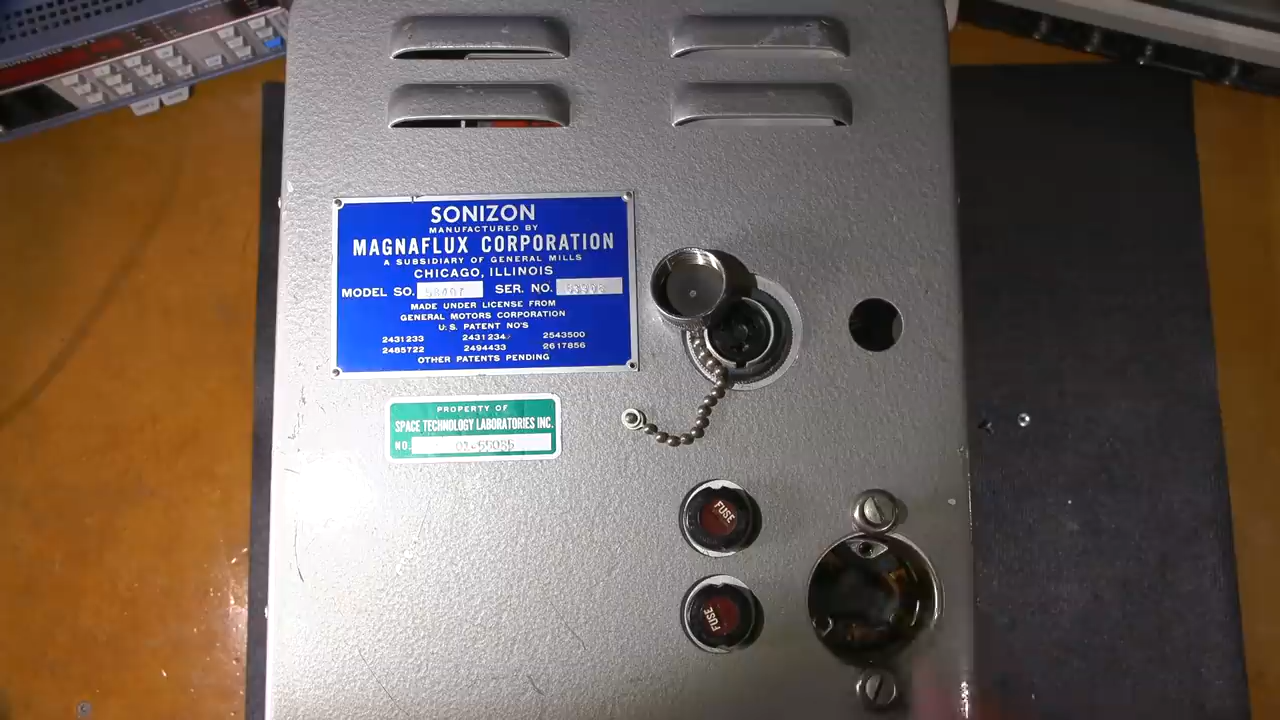 SONIZON
MANUFACTURED BY
MAGNAFLUX CORPORATION
A SUBSIDIARY OF GENERAL MILLS
CHICAGO, ILLINOIS
MODEL SO. SER. NO.
MADE UNDER LICENSE FROM
GENERAL MOTORS CORPORATION
U.S. PATENT NO'S
2431233 2431234 2543500
2485722 2494433 2617856
OTHER PATENTS PENDING
PROPERTY OF
SPACE TECHNOLOGY LABORATORIES INC.
NO. 02-55035
FUSE
FUSE